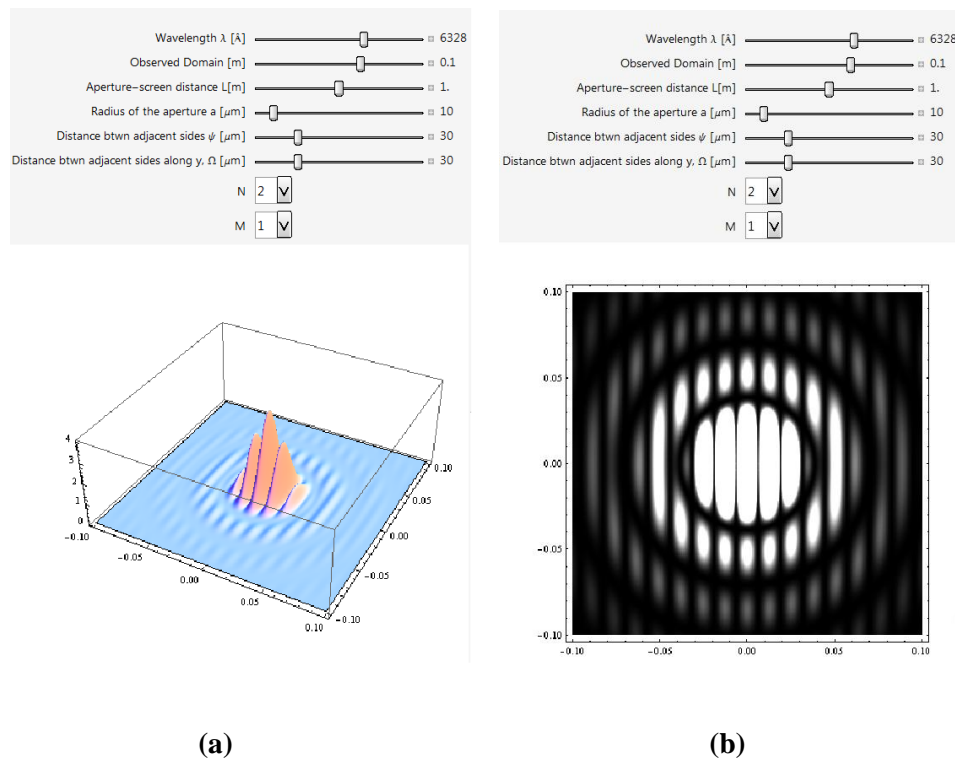 Wavelength λ [Å] 6328
Observed Domain [m] 0.1
Aperture-screen distance L[m] 1.
Radius of the aperture a [μm] 10
Distance btwn adjacent sides ψ [μm] 30
Distance btwn adjacent sides along y, Ω [μm] 30
N 2
M 1
4
3
2
1
0
-0.10
-0.05
0.00
0.05
0.10
-0.10
-0.05
0.00
0.05
0.10
(a)
Wavelength λ [Å] 6328
Observed Domain [m] 0.1
Aperture-screen distance L[m] 1.
Radius of the aperture a [μm] 10
Distance btwn adjacent sides ψ [μm] 30
Distance btwn adjacent sides along y, Ω [μm] 30
N 2
M 1
0.10
0.05
0.00
-0.05
-0.10
-0.10 -0.05 0.00 0.05 0.10
(b)